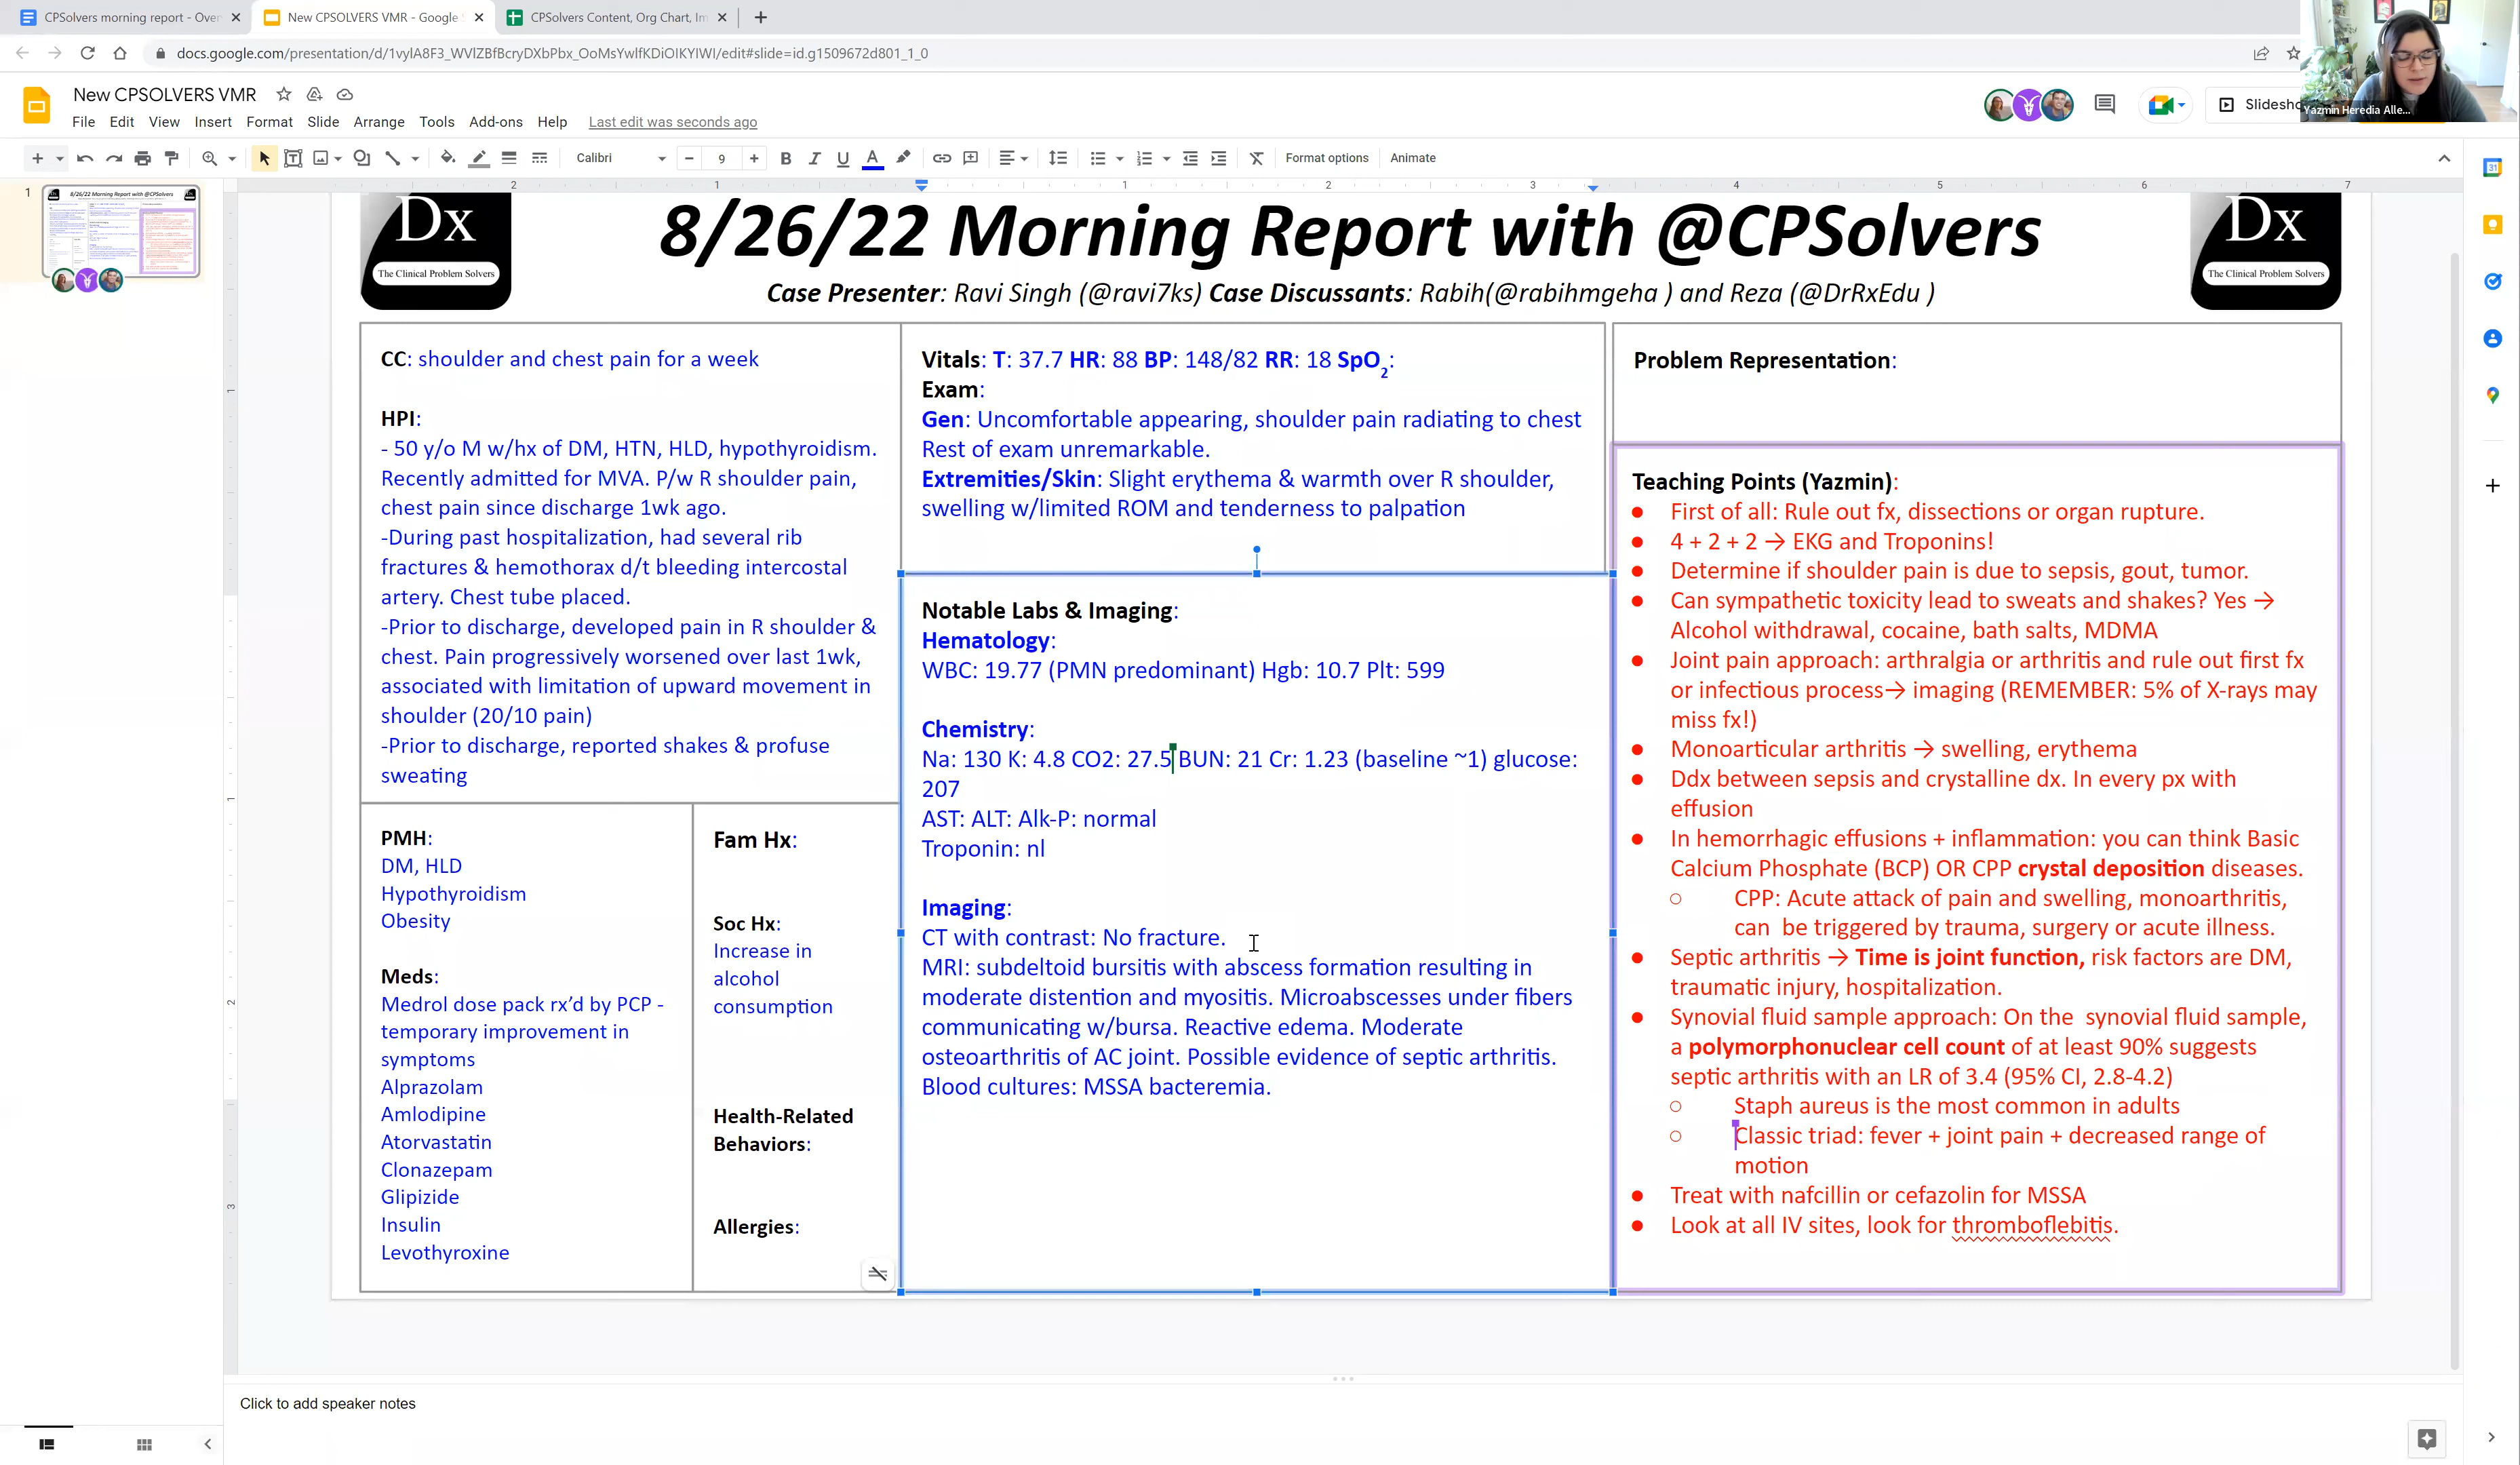 CPSolvers morning report - Over
New CPSOLVERS VMR - Google S
CPSolvers Content, Org Chart, Im
docs.google.com/presentation/d/1vylA8F3_WVlZBfBcryDXbPbx_OoMsYwlfKDiOIKYIWI/edit#slide=id.g1509672d801_1_0
Yazmin Heredia Alle...
New CPSOLVERS VMR
File Edit View Insert Format Slide Arrange Tools Add-ons Help Last edit was seconds ago
Slidesho
Calibri 9 Format options Animate
2 1 1 2 3 4 5 6 7
1
Dx
The Clinical Problem Solvers
8/26/22 Morning Report with @CPSolvers
Case Presenter: Ravi Singh (@ravi7ks) Case Discussants: Rabih(@rabihmgeha ) and Reza (@DrRxEdu )
Dx
The Clinical Problem Solvers
CC: shoulder and chest pain for a week
HPI:
- 50 y/o M w/hx of DM, HTN, HLD, hypothyroidism.
Recently admitted for MVA. P/w R shoulder pain,
chest pain since discharge 1wk ago.
-During past hospitalization, had several rib
fractures & hemothorax d/t bleeding intercostal
artery. Chest tube placed.
-Prior to discharge, developed pain in R shoulder &
chest. Pain progressively worsened over last 1wk,
associated with limitation of upward movement in
shoulder (20/10 pain)
-Prior to discharge, reported shakes & profuse
sweating
PMH:
DM, HLD
Hypothyroidism
Obesity
Meds:
Medrol dose pack rx'd by PCP -
temporary improvement in
symptoms
Alprazolam
Amlodipine
Atorvastatin
Clonazepam
Glipizide
Insulin
Levothyroxine
Fam Hx:
Soc Hx:
Increase in
alcohol
consumption
Health-Related
Behaviors:
Allergies:
Vitals: T: 37.7 HR: 88 BP: 148/82 RR: 18 SpO2:
Exam:
Gen: Uncomfortable appearing, shoulder pain radiating to chest
Rest of exam unremarkable.
Extremities/Skin: Slight erythema & warmth over R shoulder,
swelling w/limited ROM and tenderness to palpation
Notable Labs & Imaging:
Hematology:
WBC: 19.77 (PMN predominant) Hgb: 10.7 Plt: 599
Chemistry:
Na: 130 K: 4.8 CO2: 27.5 BUN: 21 Cr: 1.23 (baseline ~1) glucose:
207
AST: ALT: Alk-P: normal
Troponin: nl
Imaging:
CT with contrast: No fracture.
MRI: subdeltoid bursitis with abscess formation resulting in
moderate distention and myositis. Microabscesses under fibers
communicating w/bursa. Reactive edema. Moderate
osteoarthritis of AC joint. Possible evidence of septic arthritis.
Blood cultures: MSSA bacteremia.
Problem Representation:
Teaching Points (Yazmin):
● First of all: Rule out fx, dissections or organ rupture.
● 4 + 2 + 2 → EKG and Troponins!
● Determine if shoulder pain is due to sepsis, gout, tumor.
● Can sympathetic toxicity lead to sweats and shakes? Yes →
Alcohol withdrawal, cocaine, bath salts, MDMA
● Joint pain approach: arthralgia or arthritis and rule out first fx
or infectious process→ imaging (REMEMBER: 5% of X-rays may
miss fx!)
● Monoarticular arthritis → swelling, erythema
● Ddx between sepsis and crystalline dx. In every px with
effusion
● In hemorrhagic effusions + inflammation: you can think Basic
Calcium Phosphate (BCP) OR CPP crystal deposition diseases.
○ CPP: Acute attack of pain and swelling, monoarthritis,
can be triggered by trauma, surgery or acute illness.
● Septic arthritis → Time is joint function, risk factors are DM,
traumatic injury, hospitalization.
● Synovial fluid sample approach: On the synovial fluid sample,
a polymorphonuclear cell count of at least 90% suggests
septic arthritis with an LR of 3.4 (95% CI, 2.8-4.2)
○ Staph aureus is the most common in adults
○ Classic triad: fever + joint pain + decreased range of
motion
● Treat with nafcillin or cefazolin for MSSA
● Look at all IV sites, look for thromboflebitis.
Click to add speaker notes